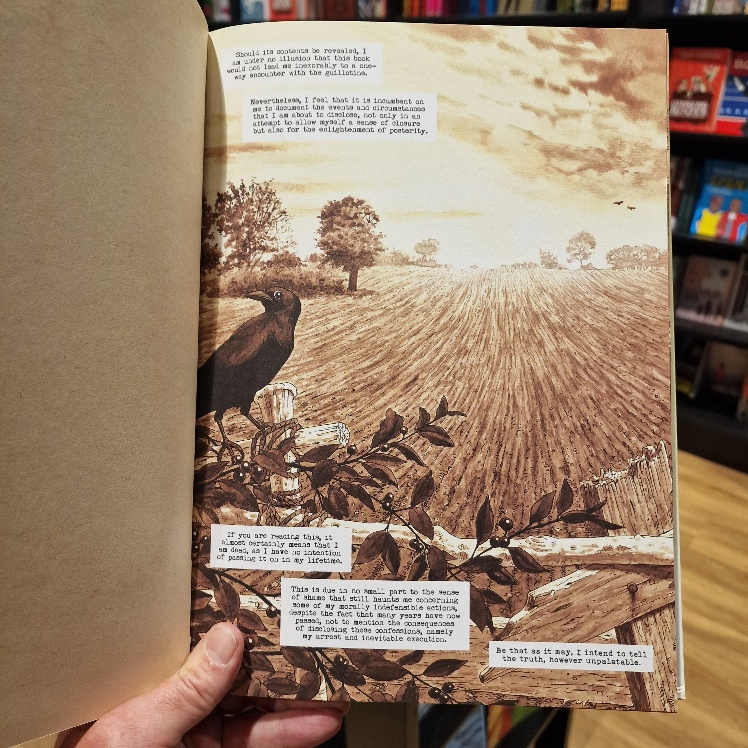 Should its contents be revealed, I
am under no illusion that this book
would not lead me inexorably to a one-
way encounter with the guillotine.
Nevertheless, I feel that it is incumbent on
me to document the events and circumstances
that I am about to disclose, not only in an
attempt to allow myself a sense of closure
but also for the enlightenment of posterity.
If you are reading this, it
almost certainly means that I
am dead, as I have no intention
of passing it on in my lifetime.
This is due in no small part to the sense
of shame that still haunts me concerning
some of my morally indefensible actions,
despite the fact that many years have now
passed, not to mention the consequences
of disclosing these confessions, namely
my arrest and inevitable execution.
Be that as it may, I intend to tell
the truth, however unpalatable.